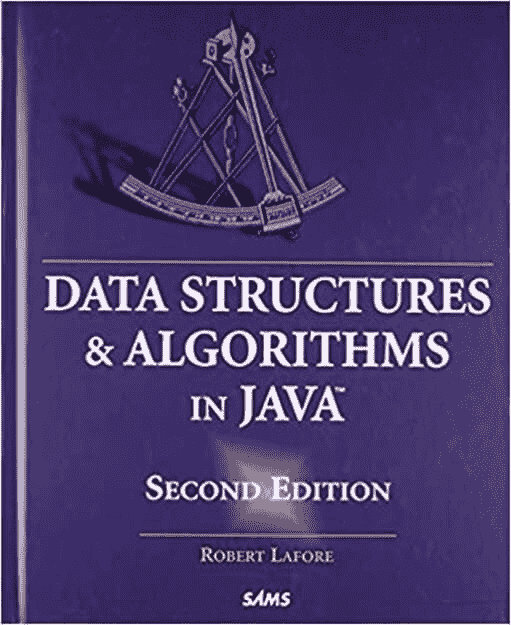 DATA STRUCTURES
& ALGORITHMS
IN JAVA™
SECOND EDITION
ROBERT LAFORE
SAMS